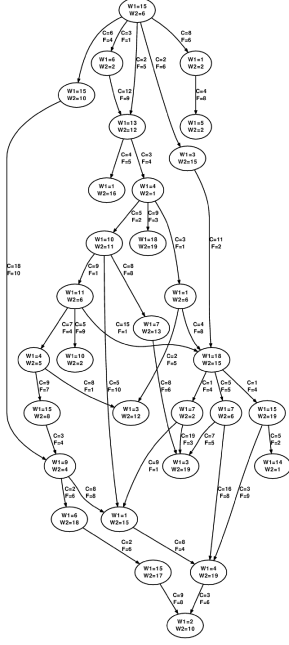 W1=15
W2=6
C=6
F=4
C=3
F=1
C=2
F=5
C=2
F=6
C=8
F=6
W1=15
W2=10
W1=6
W2=2
W1=1
W2=2
C=12
F=8
C=4
F=8
W1=13
W2=12
W1=5
W2=2
W1=3
W2=15
C=4
F=5
C=3
F=4
W1=1
W2=16
W1=4
W2=1
C=5
F=2
C=9
F=3
C=3
F=1
C=11
F=2
W1=10
W2=11
W1=18
W2=19
C=18
F=10
C=9
F=1
C=8
F=8
W1=11
W2=6
W1=1
W2=6
C=7
F=4
C=5
F=9
C=15
F=1
W1=7
W2=13
C=4
F=8
W1=4
W2=5
W1=10
W2=2
C=2
F=5
W1=18
W2=15
C=9
F=7
C=8
F=1
C=5
F=10
C=8
F=6
C=1
F=4
C=5
F=5
C=1
F=4
W1=15
W2=8
W1=3
W2=12
W1=7
W2=2
W1=7
W2=6
W1=15
W2=19
C=3
F=4
C=19
F=3
C=7
F=5
C=5
F=2
W1=9
W2=4
C=9
F=1
W1=3
W2=19
W1=14
W2=1
C=2
F=6
C=6
F=8
C=16
F=8
C=3
F=9
W1=6
W2=18
W1=1
W2=15
C=2
F=6
C=8
F=4
W1=15
W2=17
W1=4
W2=19
C=9
F=8
C=3
F=6
W1=2
W2=10